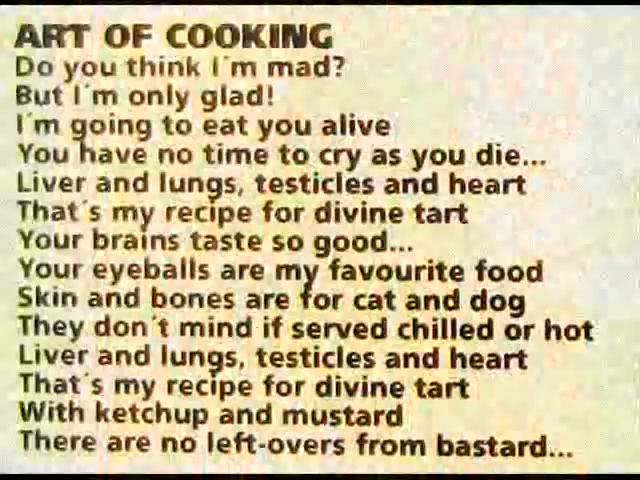 ART OF COOKING
Do you think I´m mad?
But I´m only glad!
I´m going to eat you alive
You have no time to cry as you die...
Liver and lungs, testicles and heart
That´s my recipe for divine tart
Your brains taste so good...
Your eyeballs are my favourite food
Skin and bones are for cat and dog
They don´t mind if served chilled or hot
Liver and lungs, testicles and heart
That´s my recipe for divine tart
With ketchup and mustard
There are no left-overs from bastard...